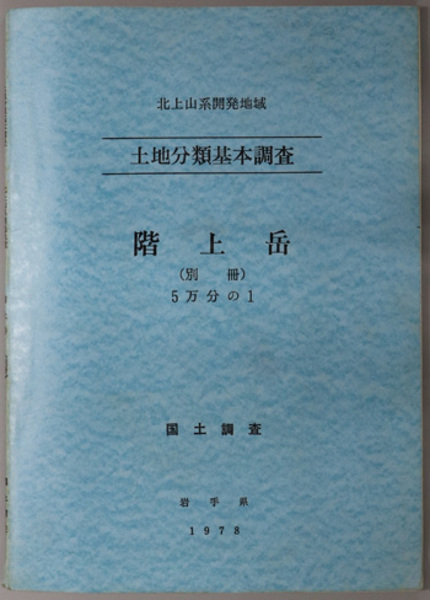 北上山系開発地域
土地分類基本調査
階上岳
（別冊）
5万分の1
国土調査
岩手県
1978